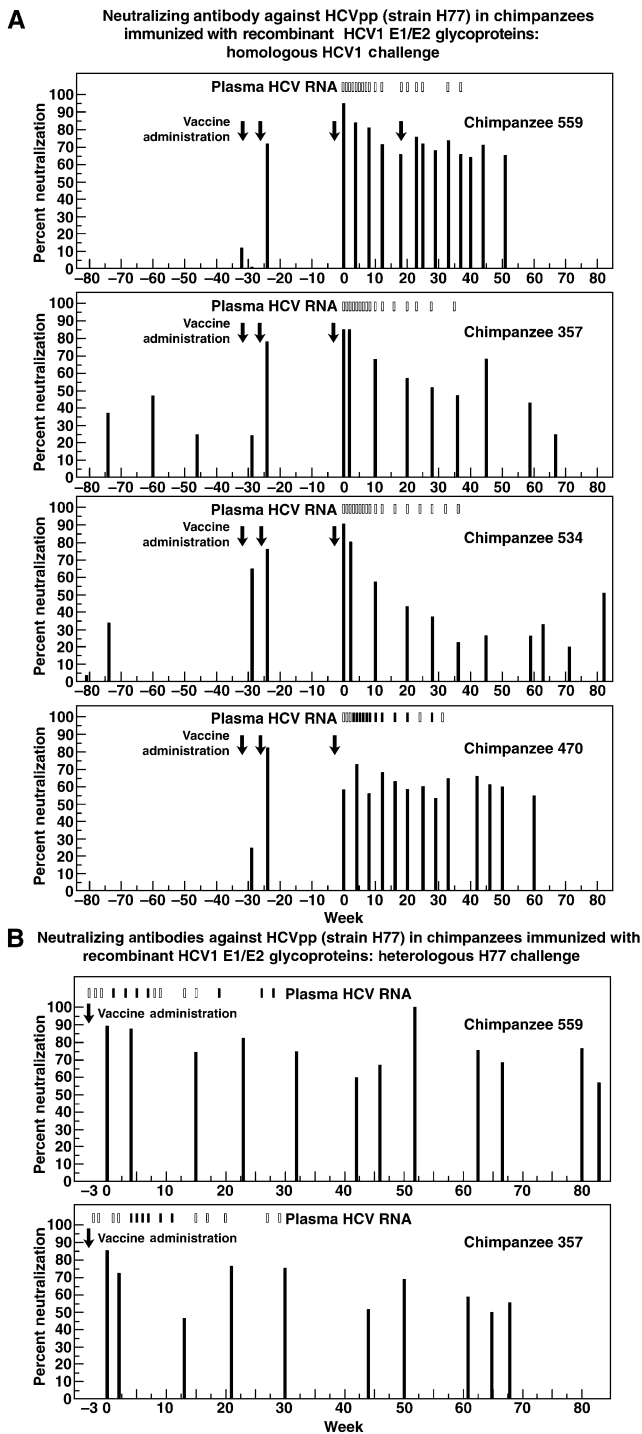 A
Neutralizing antibody against HCVpp (strain H77) in chimpanzees
immunized with recombinant HCV1 E1/E2 glycoproteins:
homologous HCV1 challenge
Plasma HCV RNA
Vaccine
administration
Chimpanzee 559
Percent neutralization
100
90
80
70
60
50
40
30
20
10
0
–80 –70 –60 –50 –40 –30 –20 –10 0 10 20 30 40 50 60 70 80
Plasma HCV RNA
Vaccine
administration
Chimpanzee 357
Percent neutralization
100
90
80
70
60
50
40
30
20
10
0
–80 –70 –60 –50 –40 –30 –20 –10 0 10 20 30 40 50 60 70 80
Plasma HCV RNA
Vaccine
administration
Chimpanzee 534
Percent neutralization
100
90
80
70
60
50
40
30
20
10
0
–80 –70 –60 –50 –40 –30 –20 –10 0 10 20 30 40 50 60 70 80
Plasma HCV RNA
Vaccine
administration
Chimpanzee 470
Percent neutralization
100
90
80
70
60
50
40
30
20
10
0
–80 –70 –60 –50 –40 –30 –20 –10 0 10 20 30 40 50 60 70 80
Week
B
Neutralizing antibodies against HCVpp (strain H77) in chimpanzees immunized with
recombinant HCV1 E1/E2 glycoproteins: heterologous H77 challenge
Plasma HCV RNA
Vaccine administration
Chimpanzee 559
Percent neutralization
100
90
80
70
60
50
40
30
20
10
0
–3 0 10 20 30 40 50 60 70 80
Plasma HCV RNA
Vaccine administration
Chimpanzee 357
Percent neutralization
100
90
80
70
60
50
40
30
20
10
0
–3 0 10 20 30 40 50 60 70 80
Week